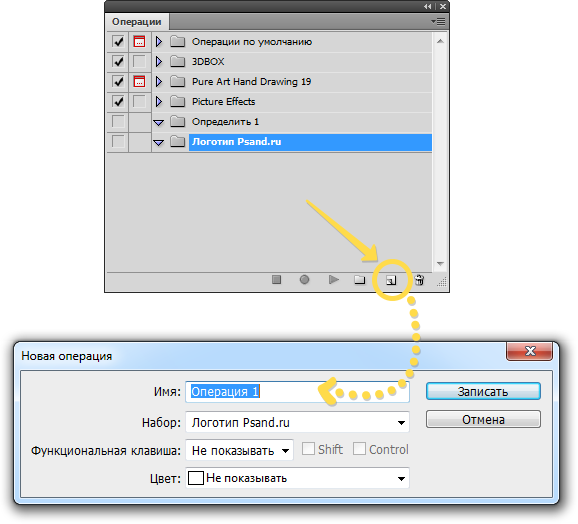 Операции
Операции по умолчанию
3DBOX
Pure Art Hand Drawing 19
Picture Effects
Определить 1
Логотип Psand.ru
Новая операция
Имя: Операция 1 Записать
Набор: Логотип Psand.ru Отмена
Функциональная клавиша: Не показывать Shift Control
Цвет: Не показывать